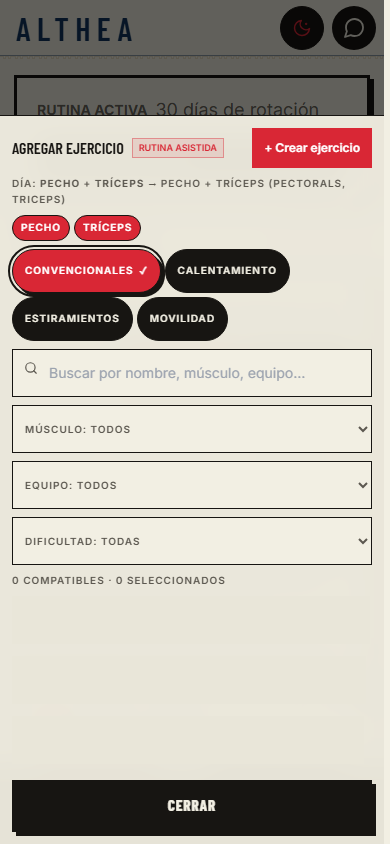 ALTHEA
RUTINA ACTIVA 30 días de rotación
AGREGAR EJERCICIO RUTINA ASISTIDA + Crear ejercicio
DÍA: PECHO + TRÍCEPS → PECHO + TRÍCEPS (PECTORALS,
TRICEPS)
PECHO TRÍCEPS
CONVENCIONALES ✓ CALENTAMIENTO
ESTIRAMIENTOS MOVILIDAD
Buscar por nombre, músculo, equipo...
MÚSCULO: TODOS
EQUIPO: TODOS
DIFICULTAD: TODAS
0 COMPATIBLES · 0 SELECCIONADOS
CERRAR